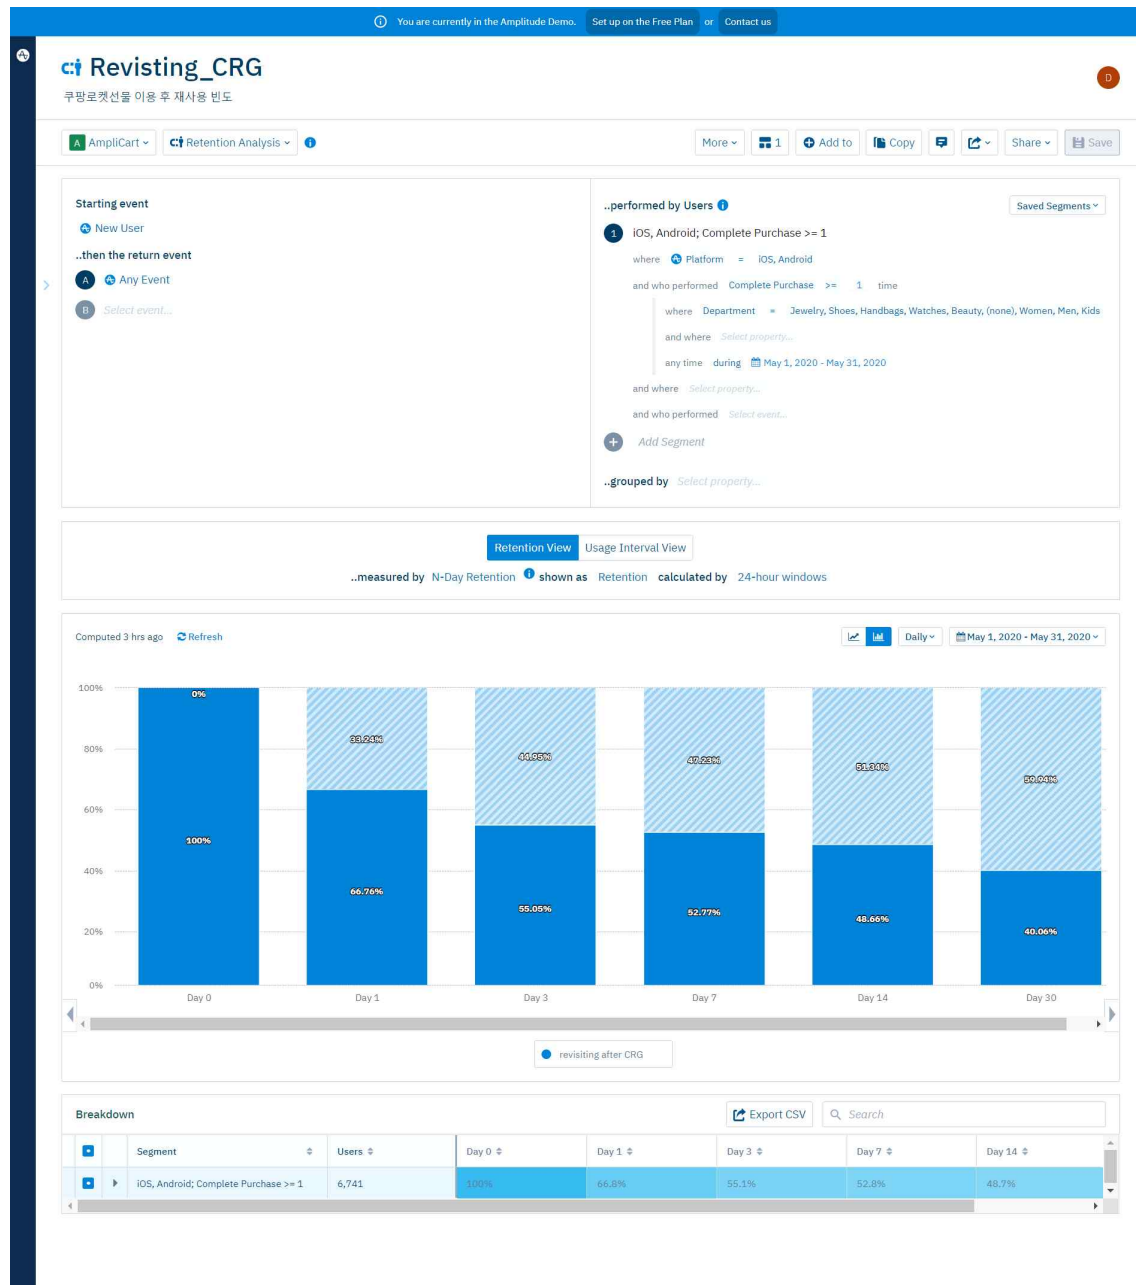 You are currently in the Amplitude Demo. Set up on the Free Plan or Contact us
Revisting_CRG
D
쿠팡로켓선물 이용 후 재사용 빈도
A AmpliCart Retention Analysis More 1 Add to Copy Share Save
Starting event
New User
..then the return event
A Any Event
B Select event...
..performed by Users Saved Segments
1 iOS, Android; Complete Purchase >= 1
where Platform = iOS, Android
and who performed Complete Purchase >= 1 time
where Department = Jewelry, Shoes, Handbags, Watches, Beauty, (none), Women, Men, Kids
and where Select property...
any time during May 1, 2020 - May 31, 2020
and where Select property...
and who performed Select event...
Add Segment
..grouped by Select property...
Retention View Usage Interval View
..measured by N-Day Retention shown as Retention calculated by 24-hour windows
Computed 3 hrs ago Refresh Daily May 1, 2020 - May 31, 2020
100%
80%
60%
40%
20%
0%
0%
33.24%
44.95%
47.23%
51.34%
59.94%
100%
66.76%
55.05%
52.77%
48.66%
40.06%
Day 0 Day 1 Day 3 Day 7 Day 14 Day 30
revisiting after CRG
Breakdown Export CSV Search
Segment Users Day 0 Day 1 Day 3 Day 7 Day 14
iOS, Android; Complete Purchase >= 1 6,741 100% 66.8% 55.1% 52.8% 48.7%